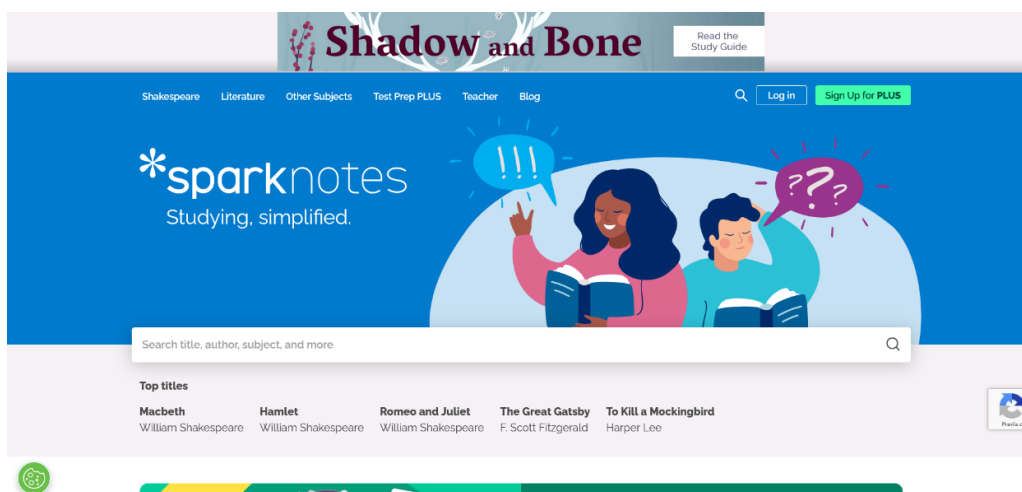 Shadow and Bone
Read the
Study Guide
Shakespeare Literature Other Subjects Test Prep PLUS Teacher Blog Log in Sign Up for PLUS
!!!
???
*sparknotes
Studying, simplified.
Search title, author, subject, and more
Top titles
Macbeth Hamlet Romeo and Juliet The Great Gatsby To Kill a Mockingbird
William Shakespeare William Shakespeare William Shakespeare F. Scott Fitzgerald Harper Lee